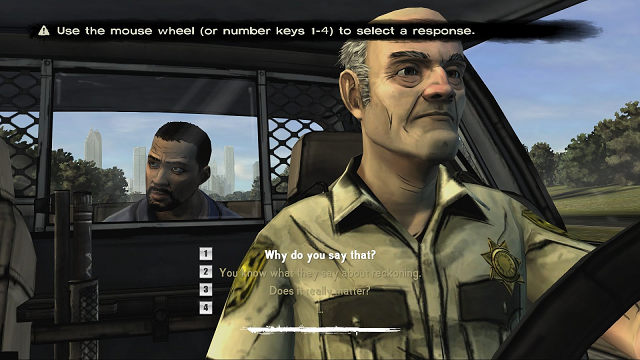 Use the mouse wheel (or number keys 1-4) to select a response.
1 Why do you say that?
2 You know what they say about reckoning.
3 Does it really matter?
4